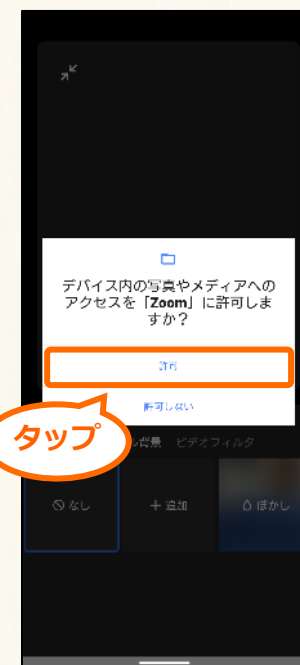 デバイス内の写真やメディアへの
アクセスを「Zoom」に許可しま
すか？
許可
許可しない
タップ
ル背景 ビデオフィルタ
なし
追加
ぼかし